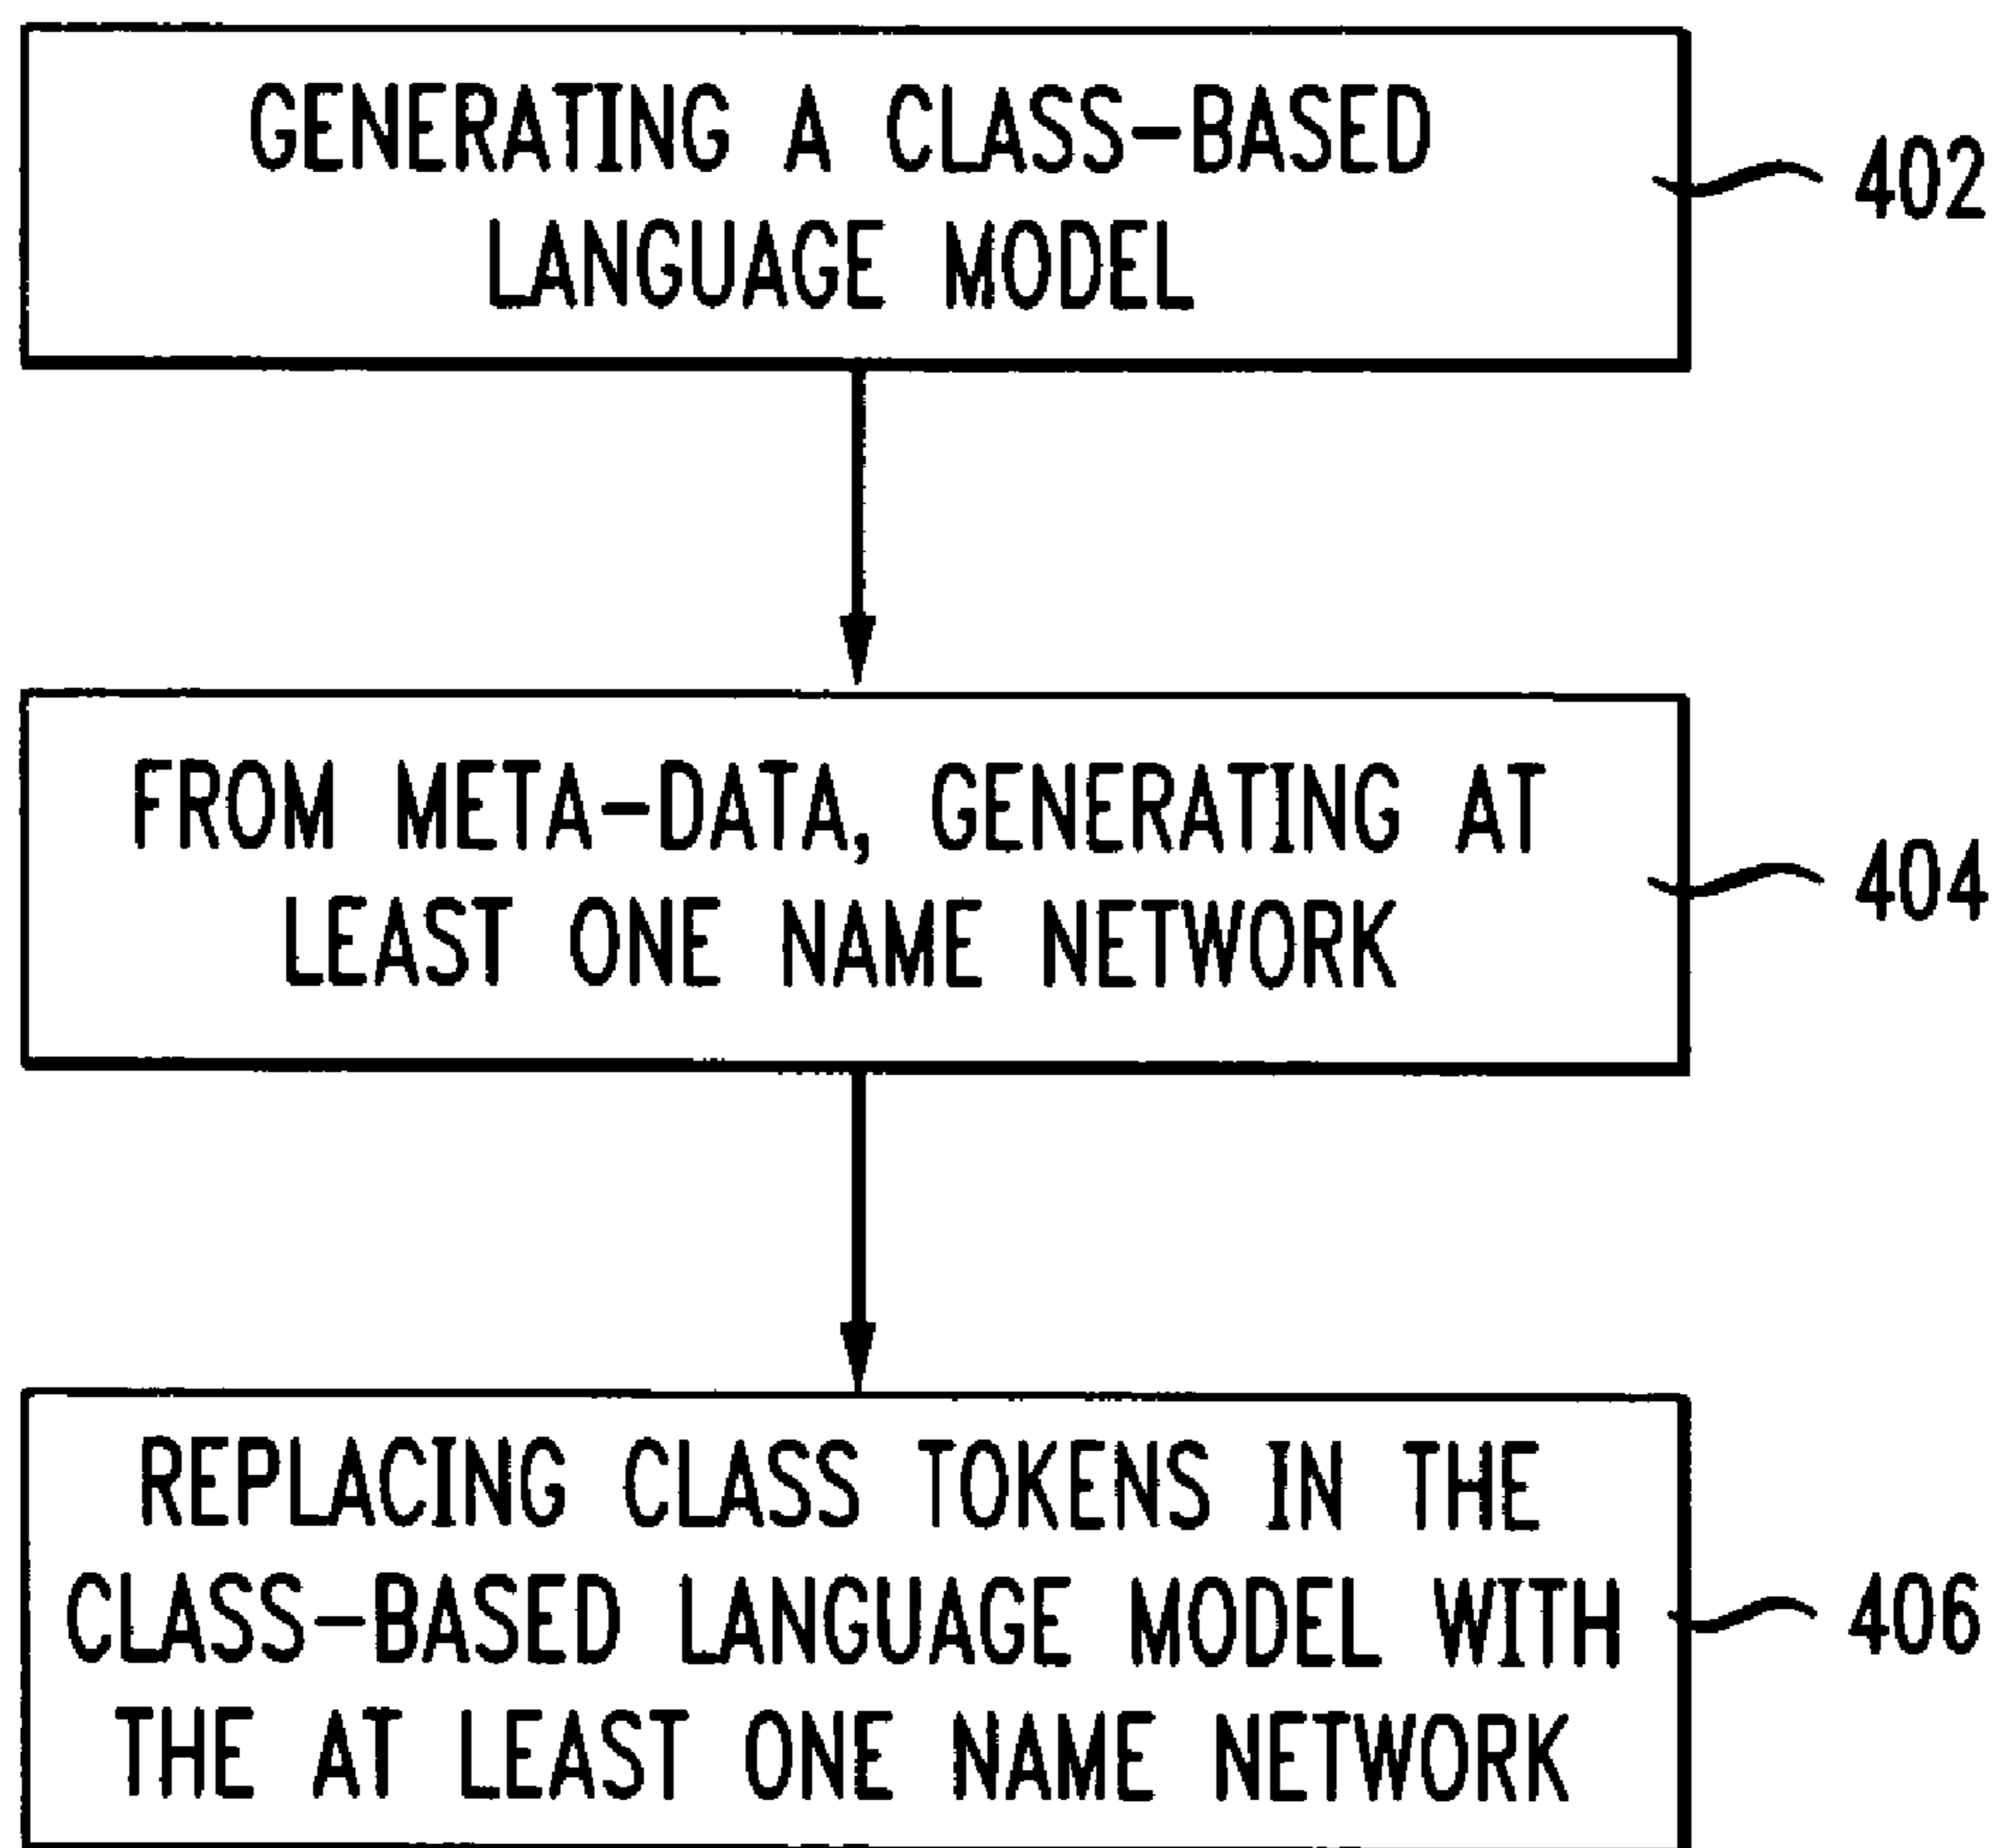 GENERATING A CLASS-BASED
LANGUAGE MODEL
402
FROM META-DATA, GENERATING AT
LEAST ONE NAME NETWORK
404
REPLACING CLASS TOKENS IN THE
CLASS-BASED LANGUAGE MODEL WITH
THE AT LEAST ONE NAME NETWORK
406